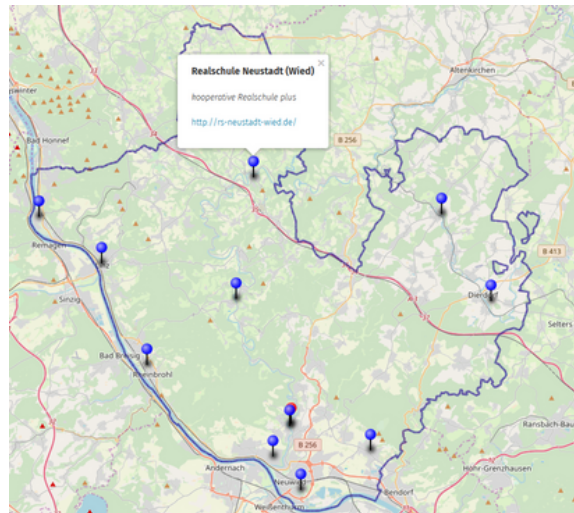 Realschule Neustadt (Wied)
×
kooperative Realschule plus
http://rs-neustadt-wied.de/
Altenkirchen
Bad Honnef
B 256
Remagen
Sinzig
B 413
Dierdorf
Selters
Bad Breisig
Rheinbrohl
Ransbach-Bau
B 256
Andernach
Höhr-Grenzhausen
Neuwied
Bendorf
Weißenthurm